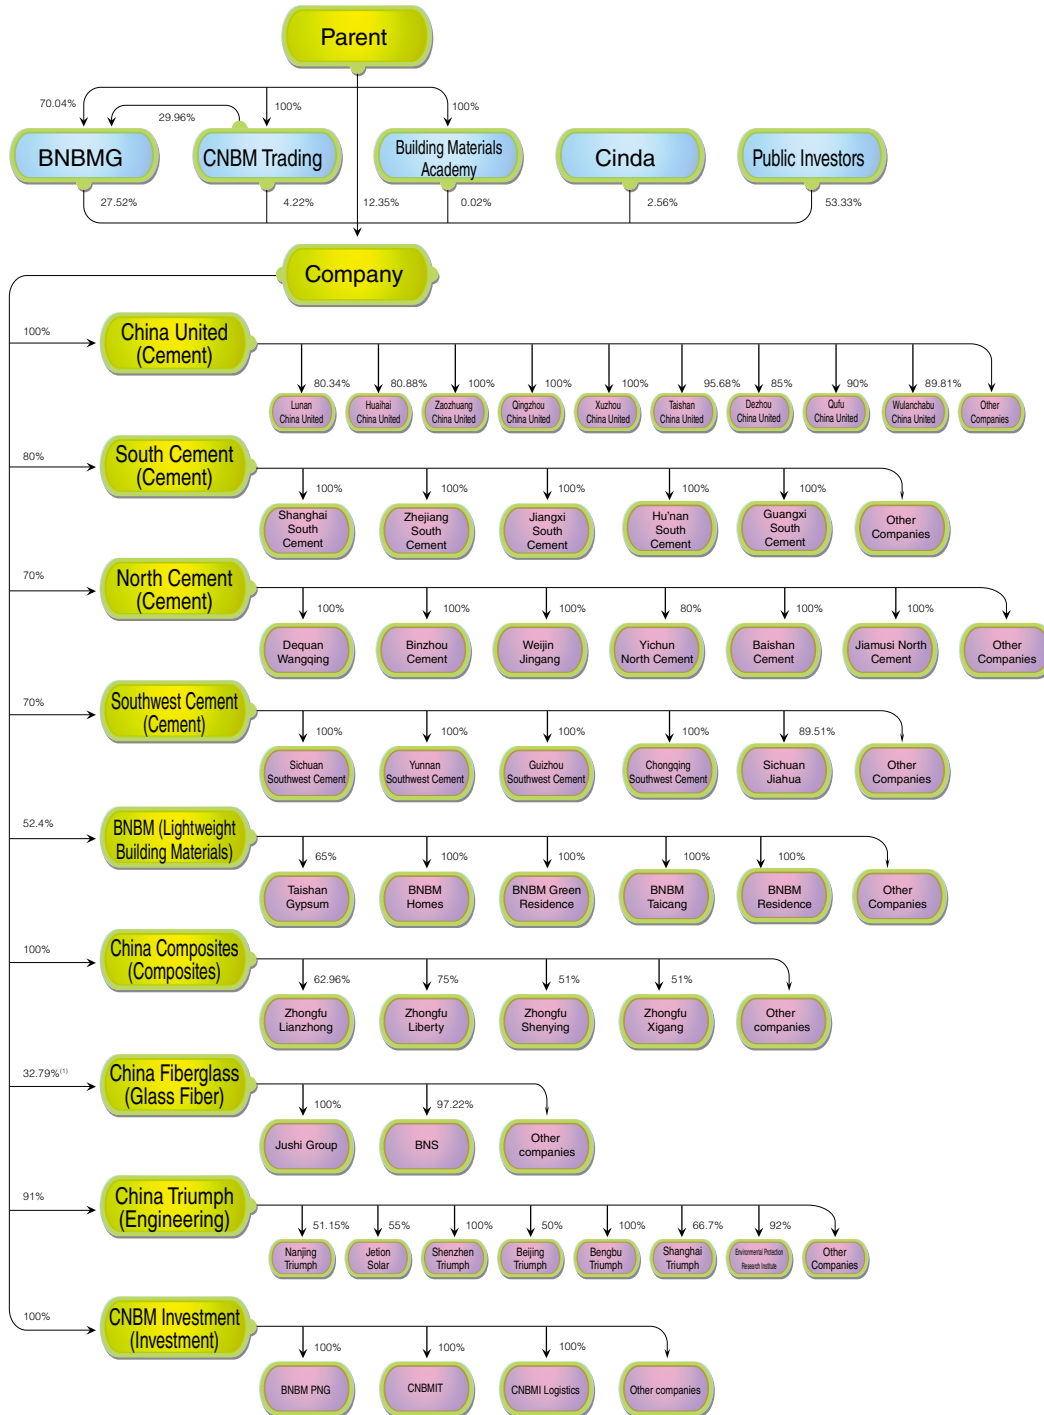 Parent
70.04%
29.96%
100%
100%
BNBMG
CNBM Trading
Building Materials
Academy
Cinda
Public Investors
27.52%
4.22%
12.35%
0.02%
2.56%
53.33%
Company
100%
China United
(Cement)
80.34%
80.88%
100%
100%
100%
95.68%
85%
90%
89.81%
Lunan
China United
Huaihai
China United
Zaozhuang
China United
Qingzhou
China United
Xuzhou
China United
Taishan
China United
Dezhou
China United
Qufu
China United
Wulanchabu
China United
Other
Companies
80%
South Cement
(Cement)
100%
100%
100%
100%
100%
Shanghai
South
Cement
Zhejiang
South
Cement
Jiangxi
South
Cement
Hu'nan
South
Cement
Guangxi
South
Cement
Other
Companies
70%
North Cement
(Cement)
100%
100%
100%
80%
100%
100%
Dequan
Wangqing
Binzhou
Cement
Weijin
Jingang
Yichun
North Cement
Baishan
Cement
Jiamusi North
Cement
Other
Companies
70%
Southwest Cement
(Cement)
100%
100%
100%
100%
89.51%
Sichuan
Southwest Cement
Yunnan
Southwest Cement
Guizhou
Southwest Cement
Chongqing
Southwest Cement
Sichuan
Jiahua
Other
Companies
52.4%
BNBM (Lightweight
Building Materials)
65%
100%
100%
100%
100%
Taishan
Gypsum
BNBM
Homes
BNBM Green
Residence
BNBM
Taicang
BNBM
Residence
Other
Companies
100%
China Composites
(Composites)
62.96%
75%
51%
51%
Zhongfu
Lianzhong
Zhongfu
Liberty
Zhongfu
Shenying
Zhongfu
Xigang
Other
companies
32.79%(1)
China Fiberglass
(Glass Fiber)
100%
97.22%
Jushi Group
BNS
Other
companies
91%
China Triumph
(Engineering)
51.15%
55%
100%
50%
100%
66.7%
92%
Nanjing
Triumph
Jetion
Solar
Shenzhen
Triumph
Beijing
Triumph
Bengbu
Triumph
Shanghai
Triumph
Environmental Protection
Research Institute
Other
Companies
100%
CNBM Investment
(Investment)
100%
100%
100%
BNBM PNG
CNBMIT
CNBMI Logistics
Other companies